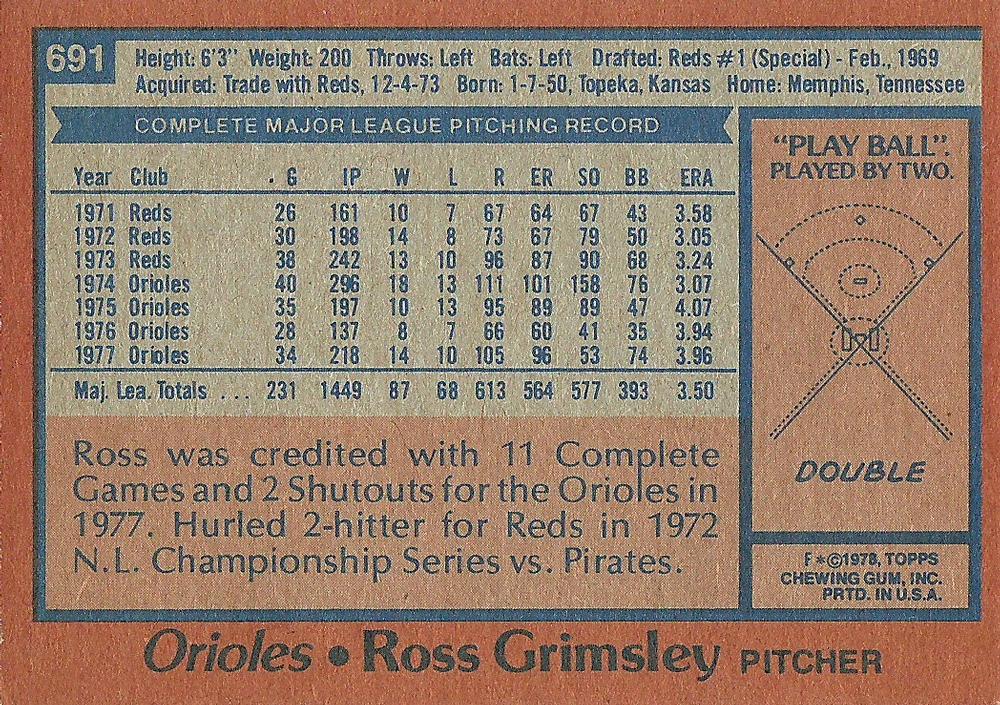 691
Height: 6'3" Weight: 200 Throws: Left Bats: Left Drafted: Reds #1 (Special) - Feb., 1969
Acquired: Trade with Reds, 12-4-73 Born: 1-7-50, Topeka, Kansas Home: Memphis, Tennessee
COMPLETE MAJOR LEAGUE PITCHING RECORD
Year Club G IP W L R ER SO BB ERA
1971 Reds 26 161 10 7 67 64 67 43 3.58
1972 Reds 30 198 14 8 73 67 79 50 3.05
1973 Reds 38 242 13 10 96 87 90 68 3.24
1974 Orioles 40 296 18 13 111 101 158 76 3.07
1975 Orioles 35 197 10 13 95 89 89 47 4.07
1976 Orioles 28 137 8 7 66 60 41 35 3.94
1977 Orioles 34 218 14 10 105 96 53 74 3.96
Maj. Lea. Totals ... 231 1449 87 68 613 564 577 393 3.50
Ross was credited with 11 Complete
Games and 2 Shutouts for the Orioles in
1977. Hurled 2-hitter for Reds in 1972
N.L. Championship Series vs. Pirates.
"PLAY BALL".
PLAYED BY TWO.
DOUBLE
F*©1978, TOPPS
CHEWING GUM, INC.
PRTD. IN U.S.A.
Orioles • Ross Grimsley PITCHER